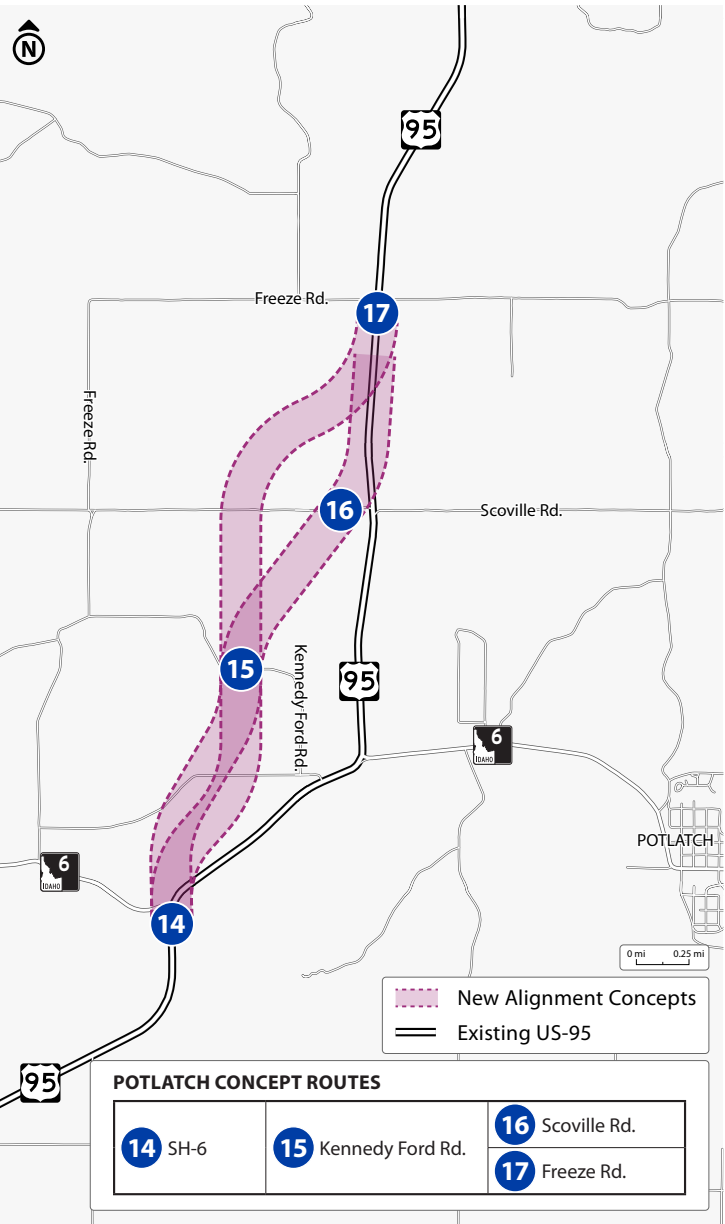 N
95
Freeze Rd.
17
Freeze Rd.
16
Scoville Rd.
15
Kennedy Ford Rd.
95
6
IDAHO
POTLATCH
6
IDAHO
14
0 mi 0.25 mi
New Alignment Concepts
Existing US-95
95
POTLATCH CONCEPT ROUTES
14 SH-6
15 Kennedy Ford Rd.
16 Scoville Rd.
17 Freeze Rd.